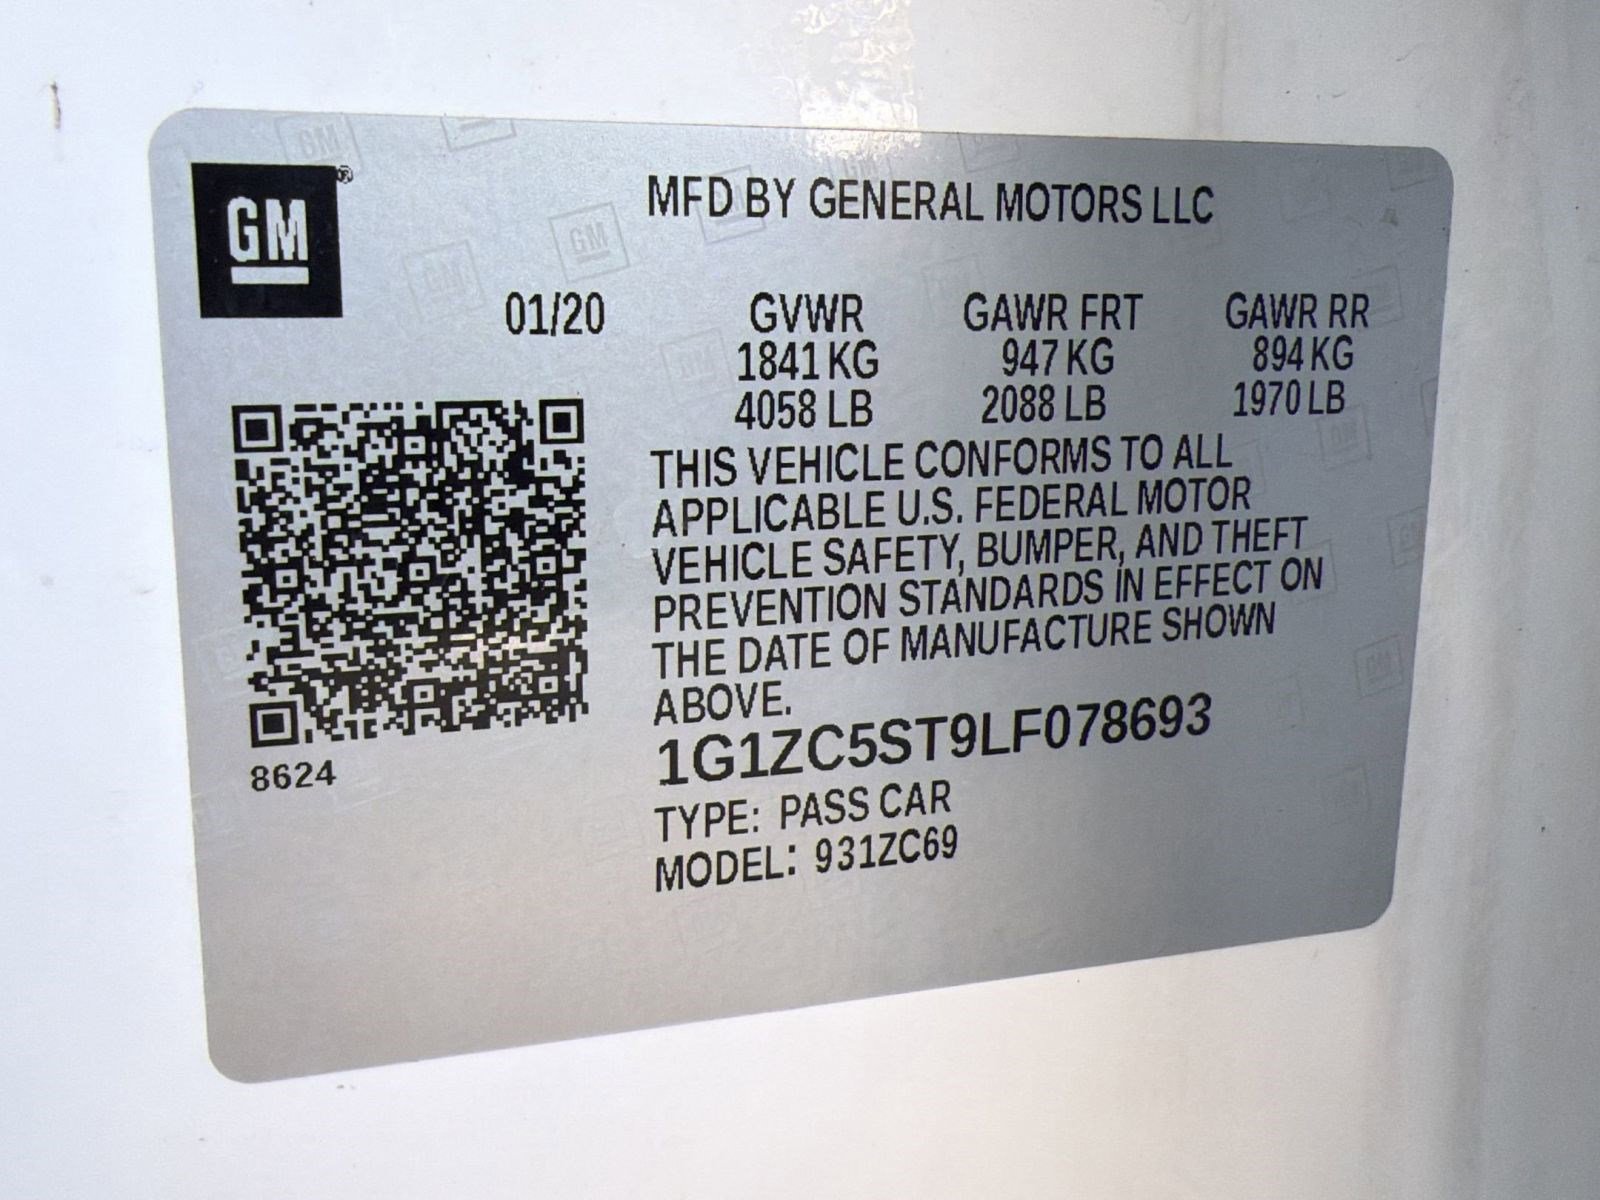 GM®
MFD BY GENERAL MOTORS LLC
01/20 GVWR GAWR FRT GAWR RR
1841 KG 947 KG 894 KG
4058 LB 2088 LB 1970 LB
THIS VEHICLE CONFORMS TO ALL
APPLICABLE U.S. FEDERAL MOTOR
VEHICLE SAFETY, BUMPER, AND THEFT
PREVENTION STANDARDS IN EFFECT ON
THE DATE OF MANUFACTURE SHOWN
ABOVE.
1G1ZC5ST9LF078693
8624
TYPE: PASS CAR
MODEL: 931ZC69